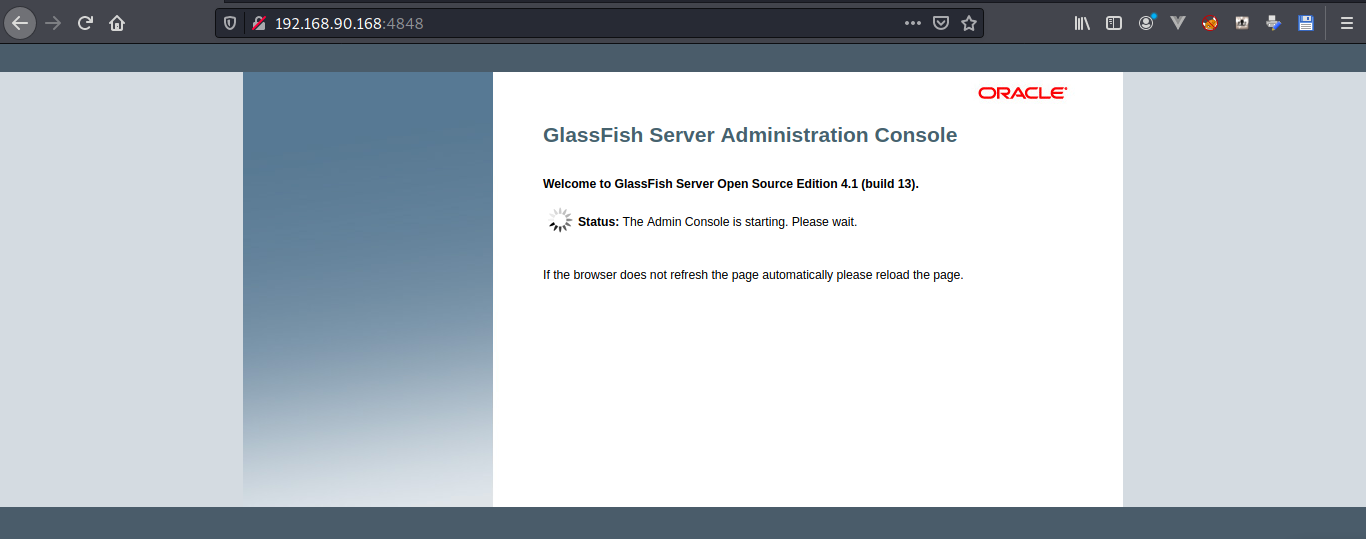 192.168.90.168:4848
ORACLE
GlassFish Server Administration Console
Welcome to GlassFish Server Open Source Edition 4.1 (build 13).
Status: The Admin Console is starting. Please wait.
If the browser does not refresh the page automatically please reload the page.